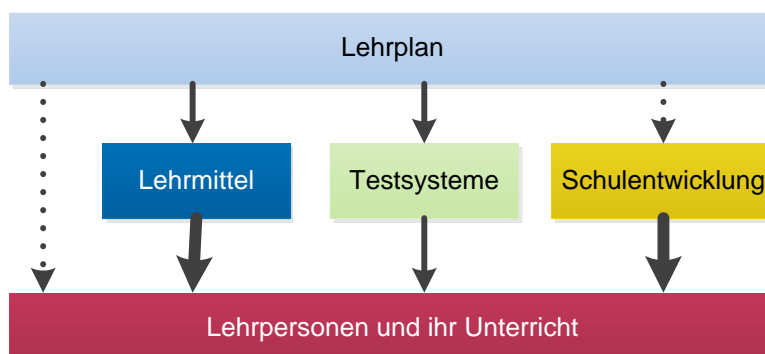 Lehrplan
Lehrmittel
Testsysteme
Schulentwicklung
Lehrpersonen und ihr Unterricht